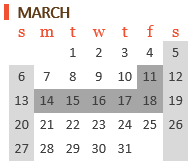 MARCH
s m t w t f s
1 2 3 4 5
6 7 8 9 10 11 12
13 14 15 16 17 18 19
20 21 22 23 24 25 26
27 28 29 30 31